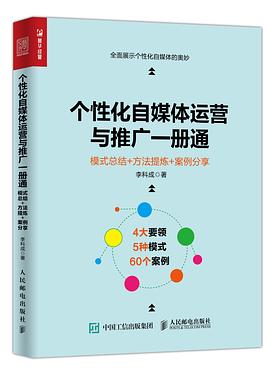 全面展示个性化自媒体的奥妙
个性化自媒体运营
与推广一册通
模式总结+方法提炼+案例分享
李科成◎著
4大要领
5种模式
60个案例
中国工信出版集团
人民邮电出版社
个性化自媒体运营与推广一册通
模式总结+方法提炼+案例分享
李科成◎著
人民邮电出版社